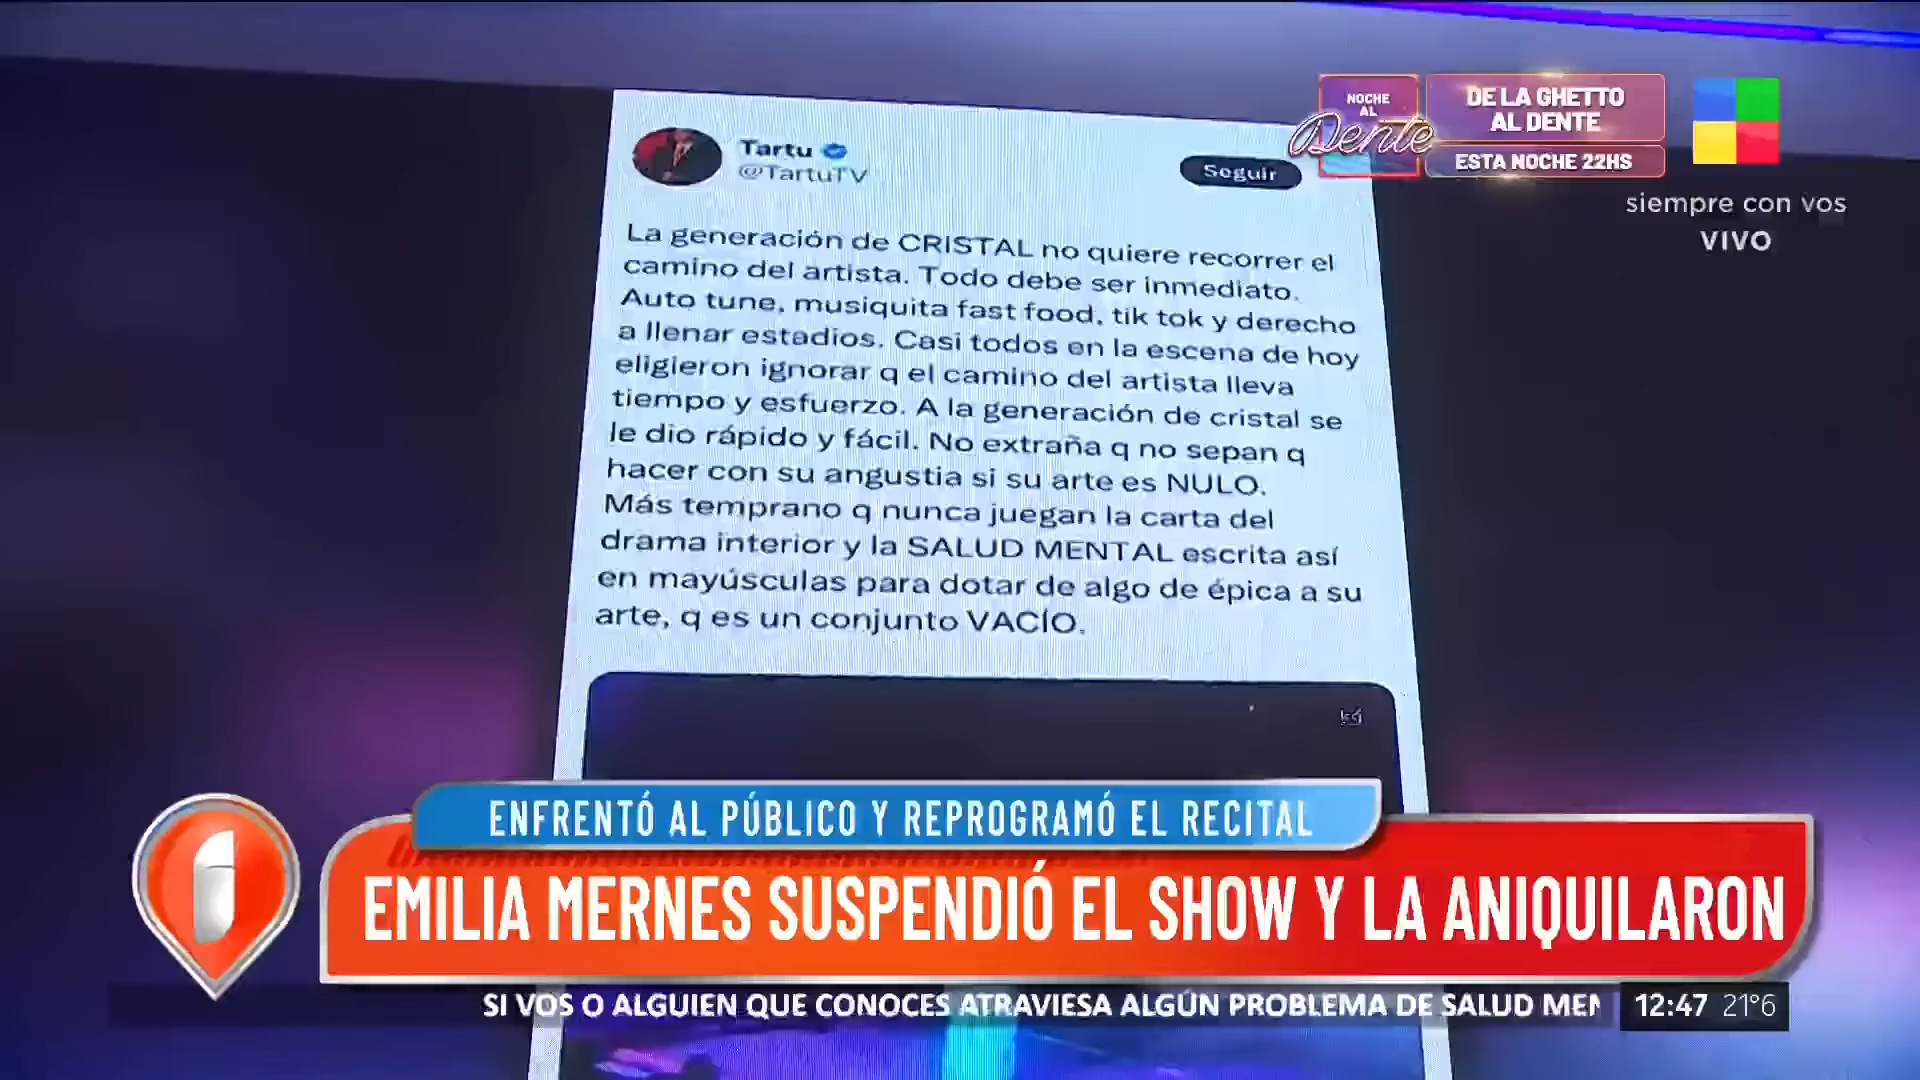 NOCHE
AL
Dente
DE LA GHETTO
AL DENTE
ESTA NOCHE 22HS
siempre con vos
VIVO
Tartu
@TartuTV
Seguir
La generación de CRISTAL no quiere recorrer el
camino del artista. Todo debe ser inmediato.
Auto tune, musiquita fast food, tik tok y derecho
a llenar estadios. Casi todos en la escena de hoy
eligieron ignorar q el camino del artista lleva
tiempo y esfuerzo. A la generación de cristal se
le dio rápido y fácil. No extraña q no sepan q
hacer con su angustia si su arte es NULO.
Más temprano q nunca juegan la carta del
drama interior y la SALUD MENTAL escrita así
en mayúsculas para dotar de algo de épica a su
arte, q es un conjunto VACÍO.
ENFRENTÓ AL PÚBLICO Y REPROGRAMÓ EL RECITAL
EMILIA MERNES SUSPENDIÓ EL SHOW Y LA ANIQUILARON
SI VOS O ALGUIEN QUE CONOCES ATRAVIESA ALGÚN PROBLEMA DE SALUD MEN
12:47 21°6